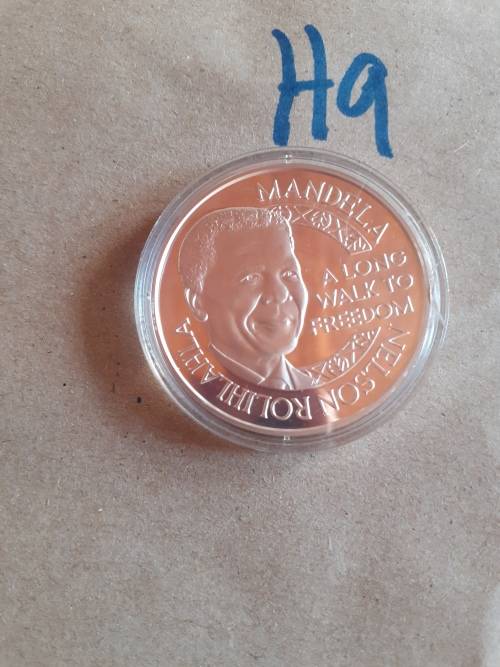 H9
MANDELA
A LONG
WALK TO
FREEDOM
NELSON ROLIHLAHLA